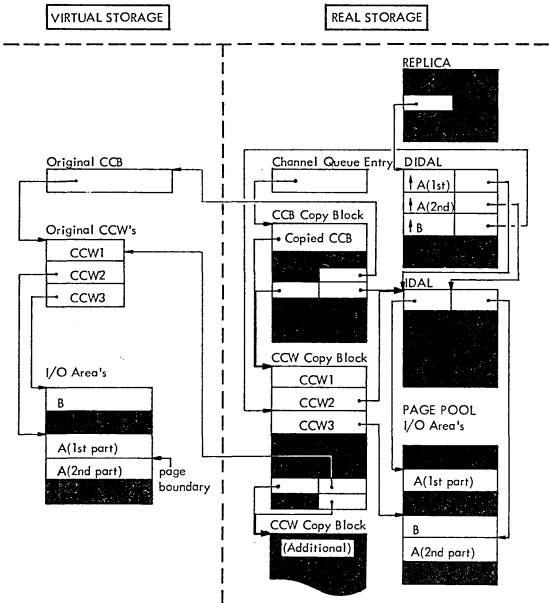 VIRTUAL STORAGE
REAL STORAGE
REPLICA
Original CCB
Channel Queue Entry
DIDAL
A(1st)
A(2nd)
B
CCB Copy Block
Copied CCB
Original CCW's
CCW1
CCW2
CCW3
IDAL
I/O Area's
B
A(1st part)
A(2nd part)
page
boundary
CCW Copy Block
CCW1
CCW2
CCW3
PAGE POOL
I/O Area's
A(1st part)
B
A(2nd part)
CCW Copy Block
(Additional)